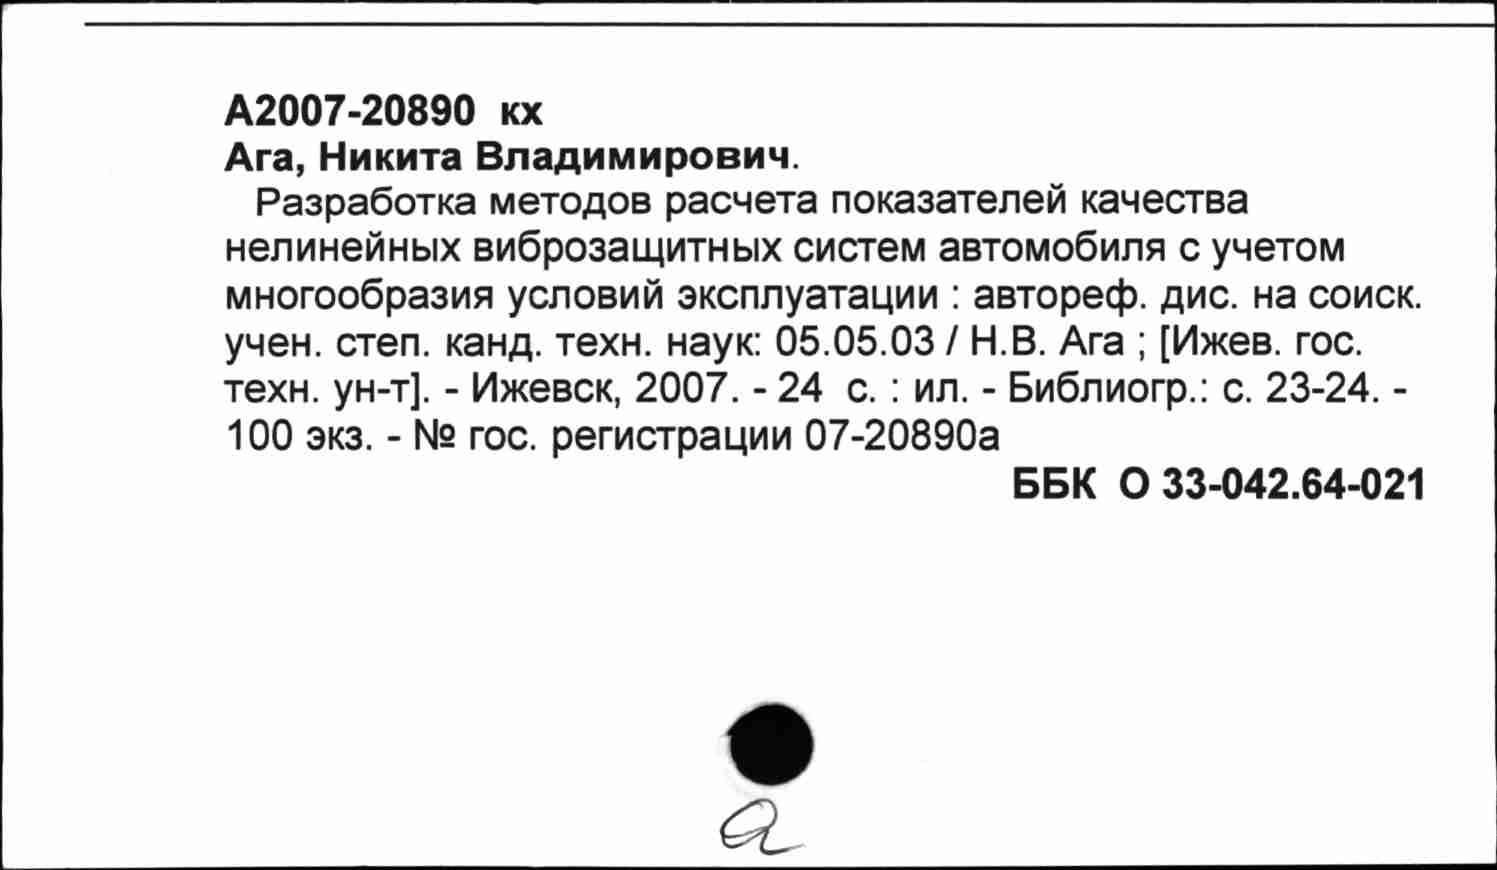 А2007-20890 кх
Ага, Никита Владимирович.
Разработка методов расчета показателей качества
нелинейных виброзащитных систем автомобиля с учетом
многообразия условий эксплуатации : автореф. дис. на соиск.
учен. степ. канд. техн. наук: 05.05.03 / Н.В. Ага ; [Ижев. гос.
техн. ун-т]. - Ижевск, 2007. - 24 с. : ил. - Библиогр.: с. 23-24. -
100 экз. - № гос. регистрации 07-20890а
ББК О 33-042.64-021
а